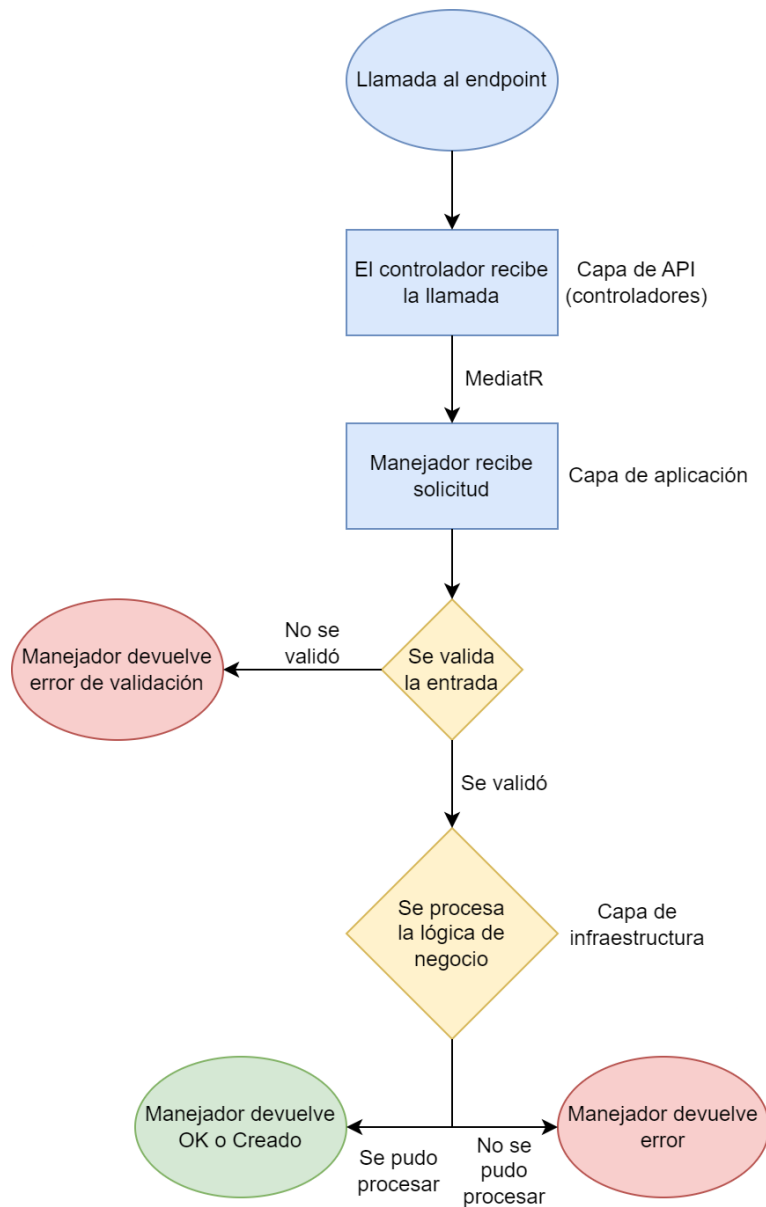 Llamada al endpoint
El controlador recibe
la llamada
Capa de API
(controladores)
MediatR
Manejador recibe
solicitud
Capa de aplicación
No se
validó
Manejador devuelve
error de validación
Se valida
la entrada
Se validó
Se procesa
la lógica de
negocio
Capa de
infraestructura
Manejador devuelve
OK o Creado
Se pudo
procesar
No se
pudo
procesar
Manejador devuelve
error